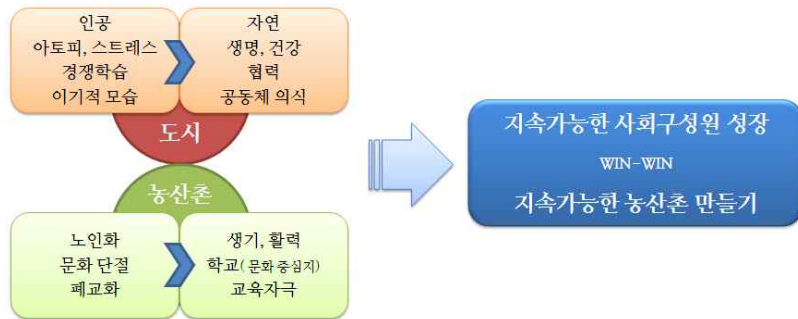 인공
아토피, 스트레스
경쟁학습
이기적 모습
자연
생명, 건강
협력
공동체 의식
도시
농산촌
노인화
문화 단절
폐교화
생기, 활력
학교( 문화 중심지)
교육자극
지속가능한 사회구성원 성장
WIN-WIN
지속가능한 농산촌 만들기